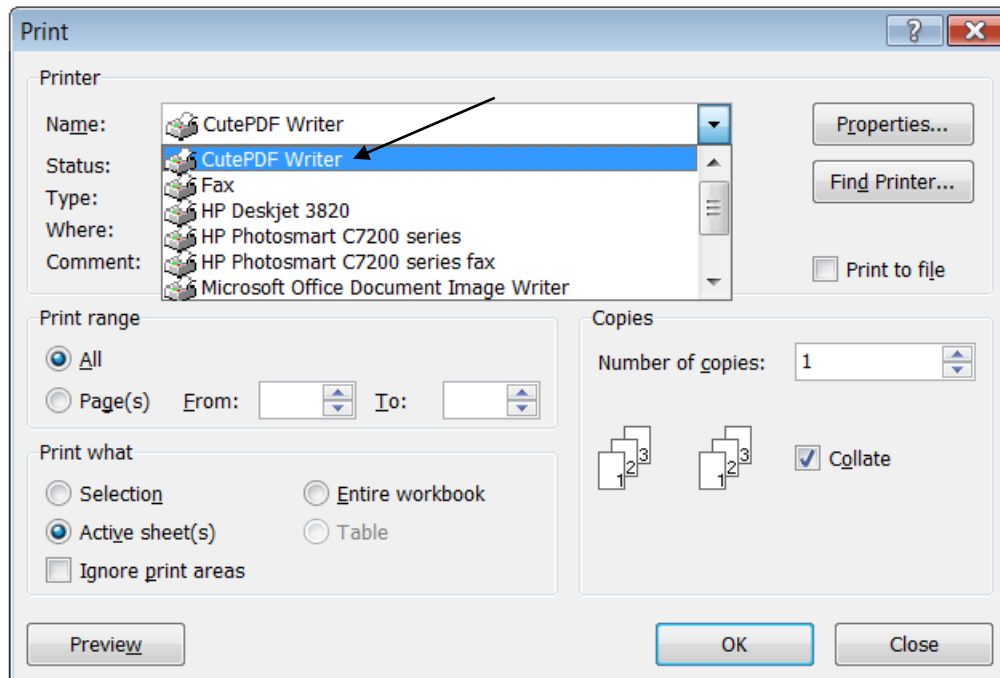 Print
Printer
Name: CutePDF Writer Properties...
Status: CutePDF Writer
Fax Find Printer...
Type: HP Deskjet 3820
Where: HP Photosmart C7200 series
Comment: HP Photosmart C7200 series fax Print to file
Microsoft Office Document Image Writer
Print range
All
Page(s) From: To:
Copies
Number of copies: 1
1 2 3 1 2 3 Collate
Print what
Selection Entire workbook
Active sheet(s) Table
Ignore print areas
Preview OK Close